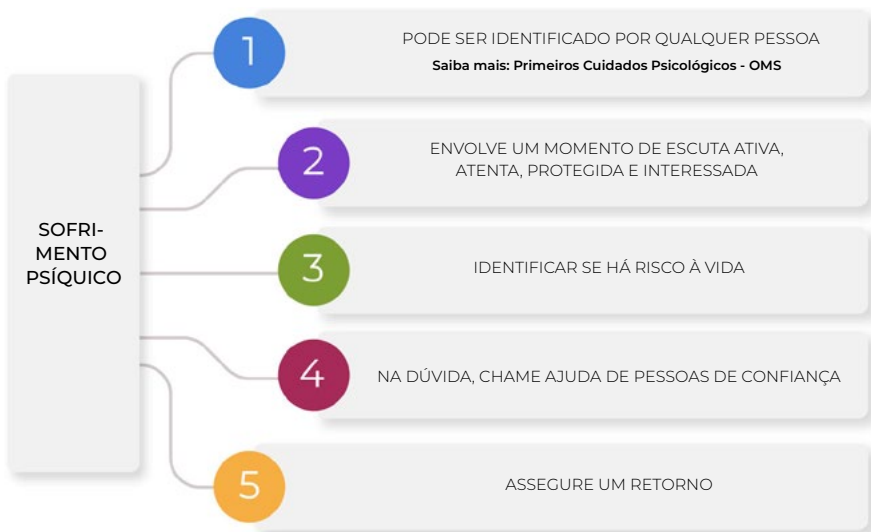 SOFRI-
MENTO
PSÍQUICO
1
PODE SER IDENTIFICADO POR QUALQUER PESSOA
Saiba mais: Primeiros Cuidados Psicológicos - OMS
2
ENVOLVE UM MOMENTO DE ESCUTA ATIVA,
ATENTA, PROTEGIDA E INTERESSADA
3
IDENTIFICAR SE HÁ RISCO À VIDA
4
NA DÚVIDA, CHAME AJUDA DE PESSOAS DE CONFIANÇA
5
ASSEGURE UM RETORNO